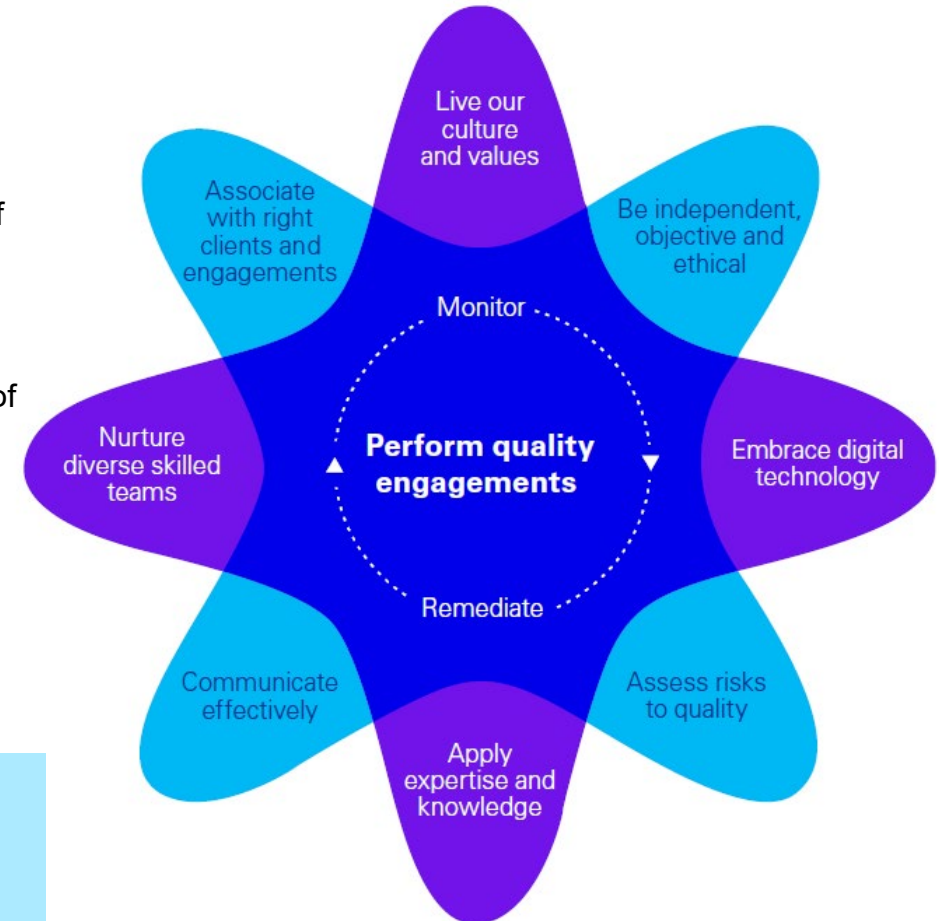 Live our
culture
and values
Associate
with right
clients and
engagements
Be independent,
objective and
ethical
Monitor
Nurture
diverse skilled
teams
Perform quality
engagements
Embrace digital
technology
Remediate
Communicate
effectively
Assess risks
to quality
Apply
expertise and
knowledge
of